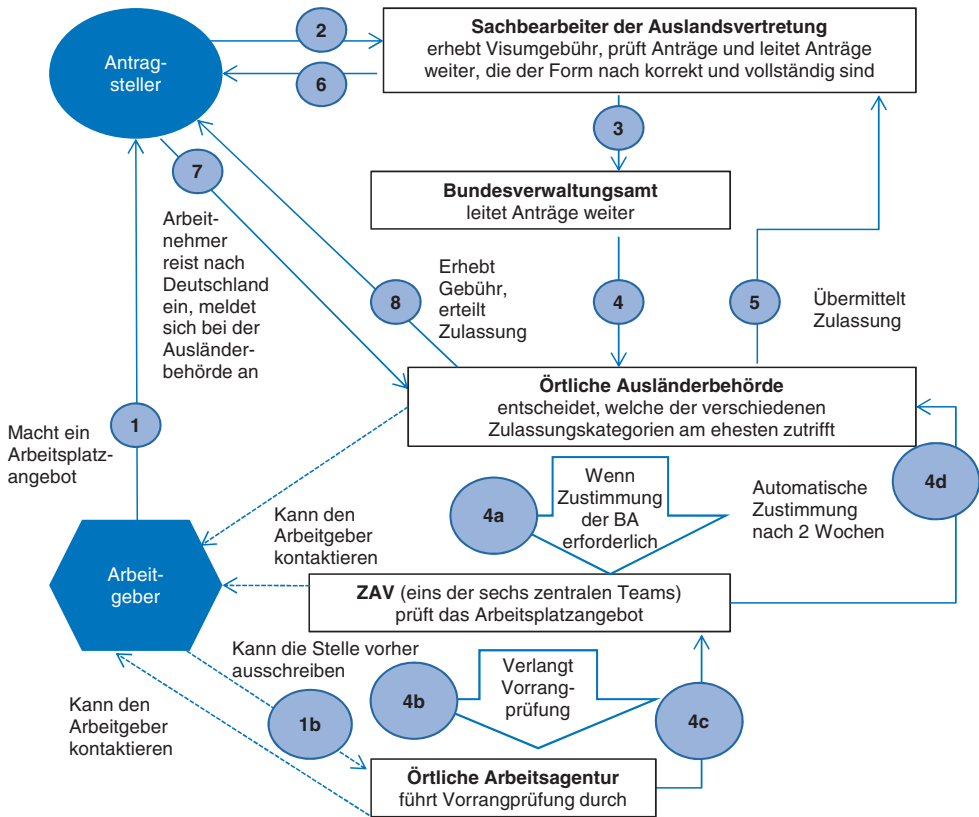 Antrag-
steller
2
6
Sachbearbeiter der Auslandsvertretung
erhebt Visumgebühr, prüft Anträge und leitet Anträge
weiter, die der Form nach korrekt und vollständig sind
3
Bundesverwaltungsamt
leitet Anträge weiter
7
Arbeit-
nehmer
reist nach
Deutschland
ein, meldet
sich bei der
Ausländer-
behörde an
8
Erhebt
Gebühr,
erteilt
Zulassung
4
5
Übermittelt
Zulassung
Örtliche Ausländerbehörde
entscheidet, welche der verschiedenen
Zulassungskategorien am ehesten zutrifft
1
Macht ein
Arbeitsplatz-
angebot
4a
Wenn
Zustimmung
der BA
erforderlich
4d
Automatische
Zustimmung
nach 2 Wochen
Kann den
Arbeitgeber
kontaktieren
Arbeit-
geber
ZAV (eins der sechs zentralen Teams)
prüft das Arbeitsplatzangebot
Kann die Stelle vorher
ausschreiben
4b
Verlangt
Vorrang-
prüfung
4c
Kann den
Arbeitgeber
kontaktieren
1b
Örtliche Arbeitsagentur
führt Vorrangprüfung durch